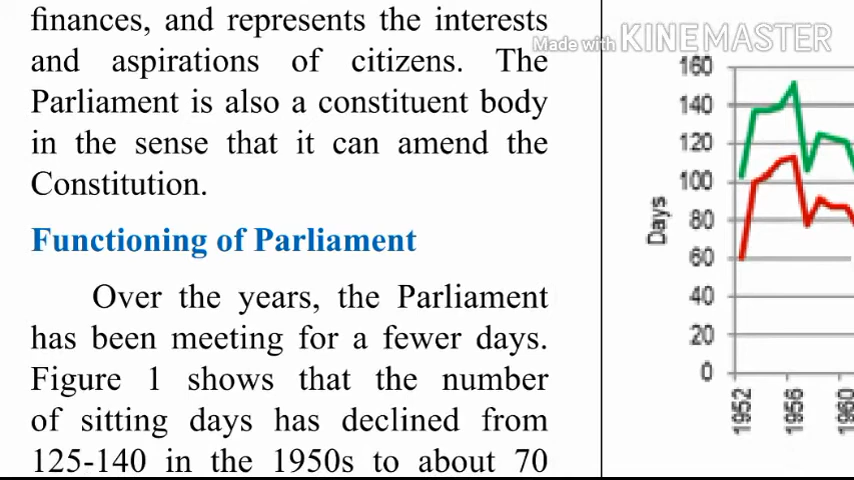 finances, and represents the interests
and aspirations of citizens. The
Parliament is also a constituent body
in the sense that it can amend the
Constitution.
Functioning of Parliament
Over the years, the Parliament
has been meeting for a fewer days.
Figure 1 shows that the number
of sitting days has declined from
125-140 in the 1950s to about 70
Made with KINEMASTER
160
140
120
100
80
60
40
20
0
Days
1952
1956
1960